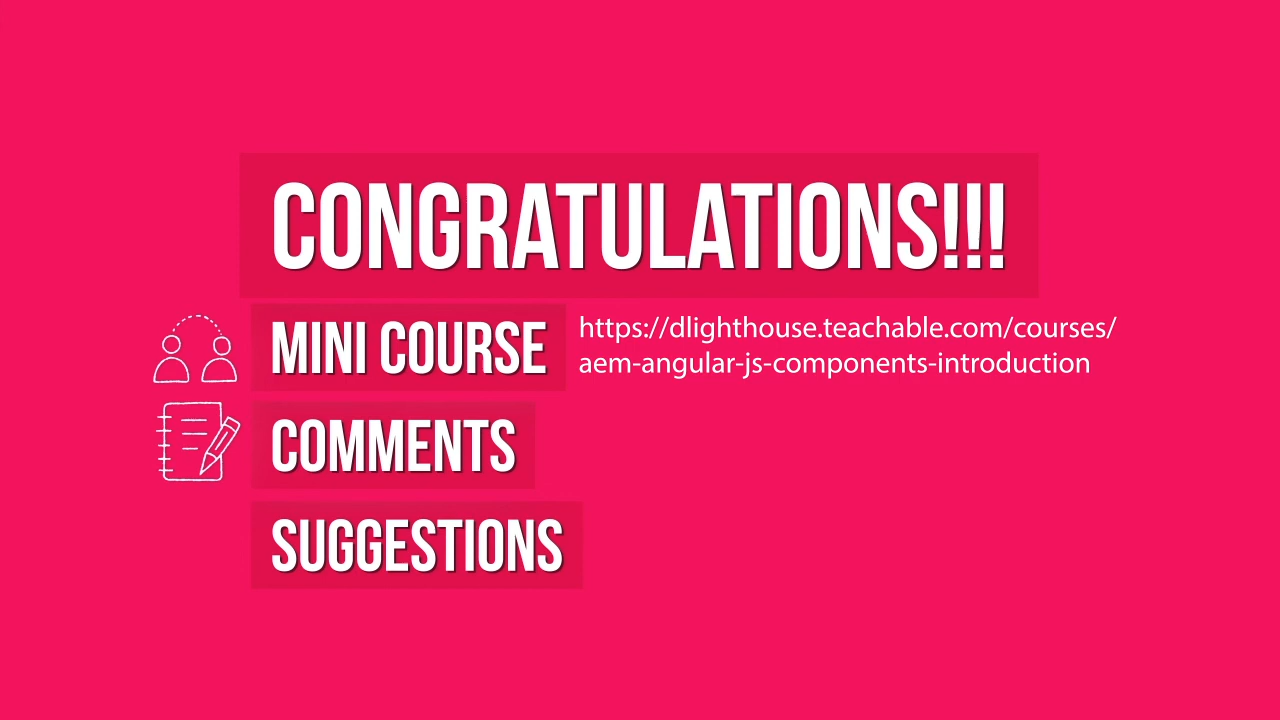 CONGRATULATIONS!!!
MINI COURSE
https://dlighthouse.teachable.com/courses/
aem-angular-js-components-introduction
COMMENTS
SUGGESTIONS